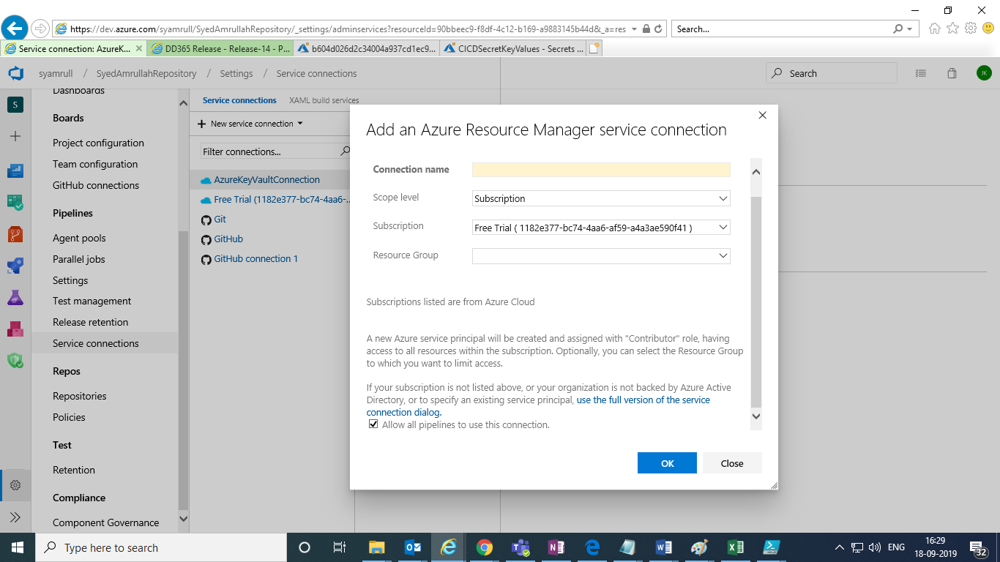 https://dev.azure.com/syamrull/SyedAmrullahRepository/_settings/adminservices?resourceId=90bbeec9-f8df-4c12-b169-a9883145b44d&_a=res
Search...
Service connection: AzureK...
DD365 Release - Release-14 - P...
b604d026d2c34004a937cd1ec9...
CICDSecretKeyValues - Secrets ...
syamrull / SyedAmrullahRepository / Settings / Service connections
Search
JK
S
Dashboards
Boards
Project configuration
Team configuration
GitHub connections
Pipelines
Agent pools
Parallel jobs
Settings
Test management
Release retention
Service connections
Repos
Repositories
Policies
Test
Retention
Compliance
Component Governance
Service connections
XAML build services
New service connection
Filter connections...
AzureKeyVaultConnection
Free Trial (1182e377-bc74-4aa6-..
Git
GitHub
GitHub connection 1
Add an Azure Resource Manager service connection
Connection name
Scope level
Subscription
Subscription
Free Trial ( 1182e377-bc74-4aa6-af59-a4a3ae590f41 )
Resource Group
Subscriptions listed are from Azure Cloud
A new Azure service principal will be created and assigned with "Contributor" role, having
access to all resources within the subscription. Optionally, you can select the Resource Group
to which you want to limit access.
If your subscription is not listed above, or your organization is not backed by Azure Active
Directory, or to specify an existing service principal, use the full version of the service
connection dialog.
Allow all pipelines to use this connection.
OK
Close
Type here to search
ENG
16:29
18-09-2019
32